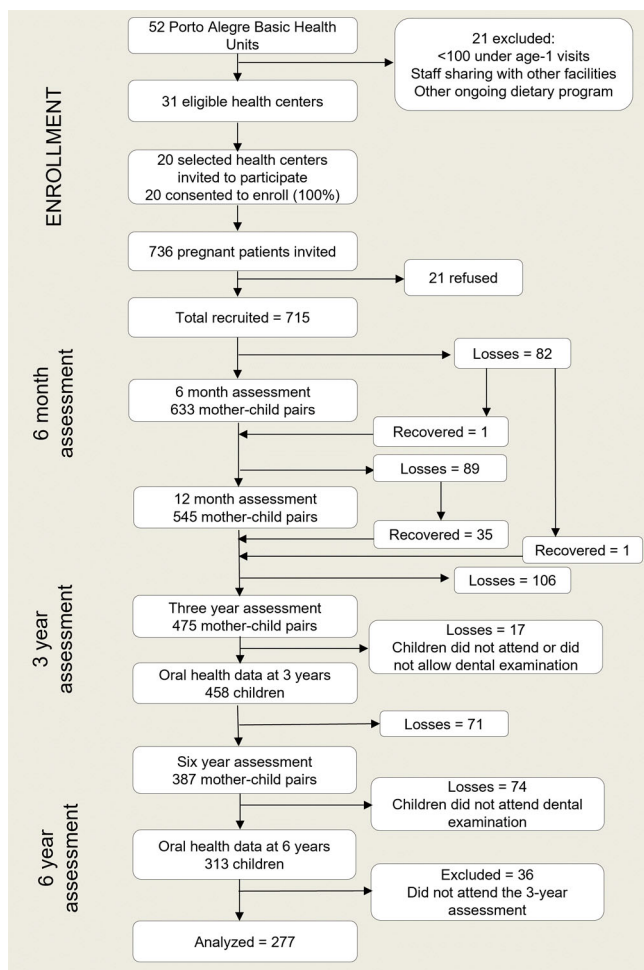 52 Porto Alegre Basic Health
Units
21 excluded:
<100 under age-1 visits
Staff sharing with other facilities
Other ongoing dietary program
31 eligible health centers
ENROLLMENT
20 selected health centers
invited to participate
20 consented to enroll (100%)
736 pregnant patients invited
21 refused
Total recruited = 715
Losses = 82
6 month
assessment
6 month assessment
633 mother-child pairs
Recovered = 1
Losses = 89
12 month assessment
545 mother-child pairs
Recovered = 35
Recovered = 1
Losses = 106
3 year
assessment
Three year assessment
475 mother-child pairs
Losses = 17
Children did not attend or did
not allow dental examination
Oral health data at 3 years
458 children
Losses = 71
Six year assessment
387 mother-child pairs
Losses = 74
Children did not attend dental
examination
6 year
assessment
Oral health data at 6 years
313 children
Excluded = 36
Did not attend the 3-year
assessment
Analyzed = 277